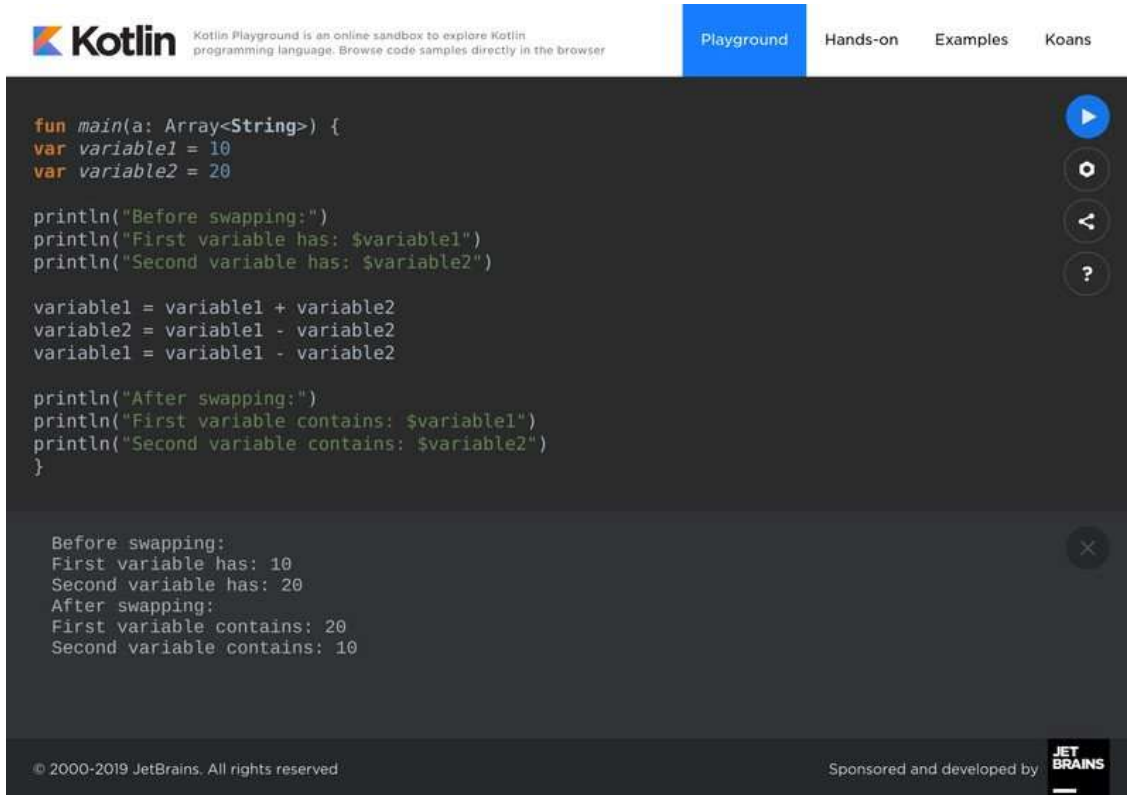 Kotlin
Kotlin Playground is an online sandbox to explore Kotlin
programming language. Browse code samples directly in the browser
Playground
Hands-on
Examples
Koans
fun main(a: Array<String>) {
var variable1 = 10
var variable2 = 20
println("Before swapping:")
println("First variable has: $variable1")
println("Second variable has: $variable2")
variable1 = variable1 + variable2
variable2 = variable1 - variable2
variable1 = variable1 - variable2
println("After swapping:")
println("First variable contains: $variable1")
println("Second variable contains: $variable2")
}
Before swapping:
First variable has: 10
Second variable has: 20
After swapping:
First variable contains: 20
Second variable contains: 10
© 2000-2019 JetBrains. All rights reserved
Sponsored and developed by
JET
BRAINS